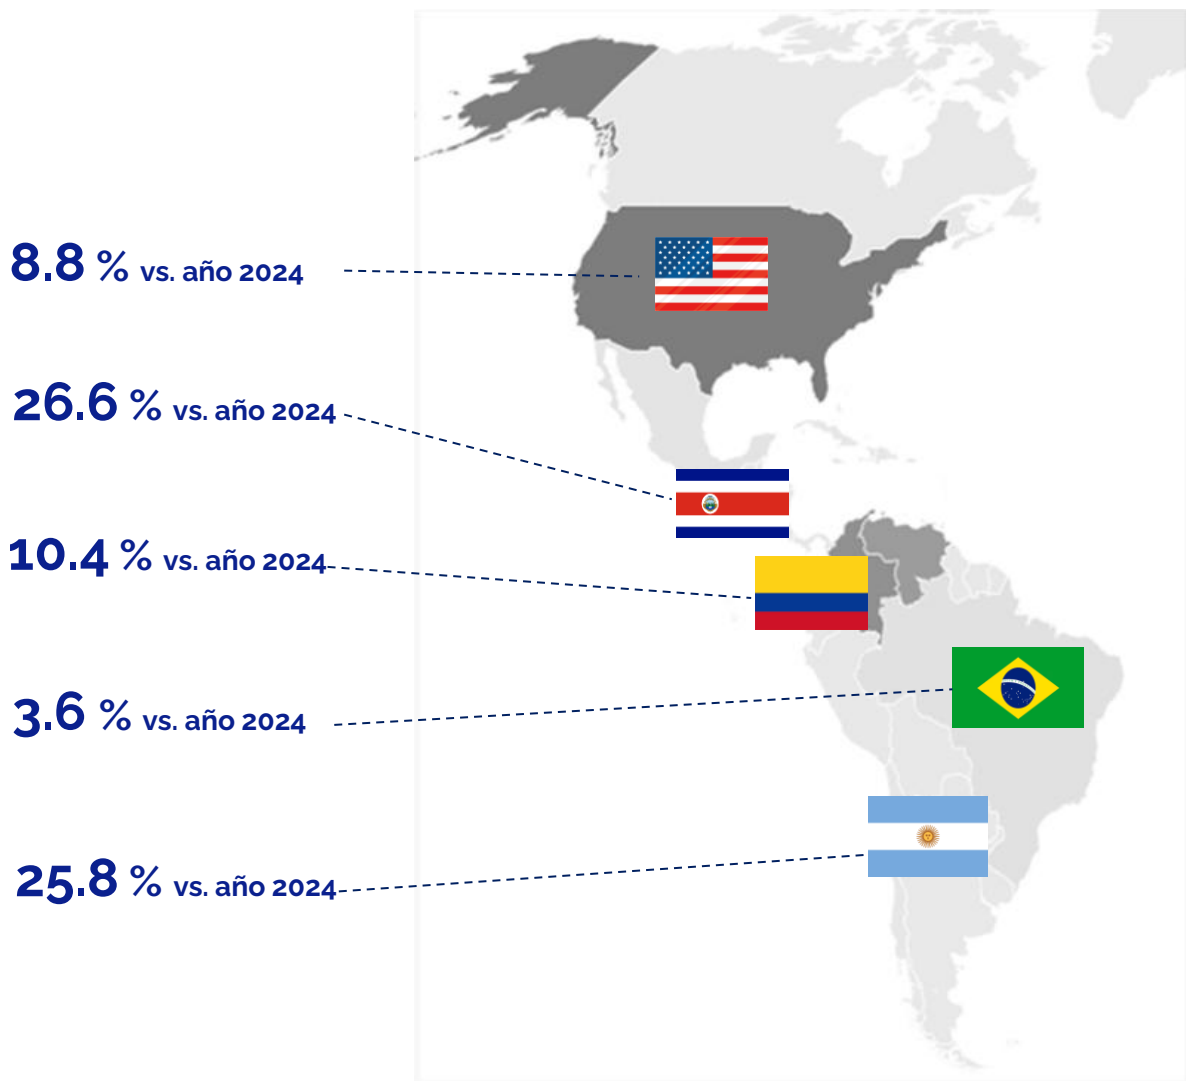 8.8 % vs. año 2024
26.6 % vs. año 2024
10.4 % vs. año 2024
3.6 % vs. año 2024
25.8 % vs. año 2024